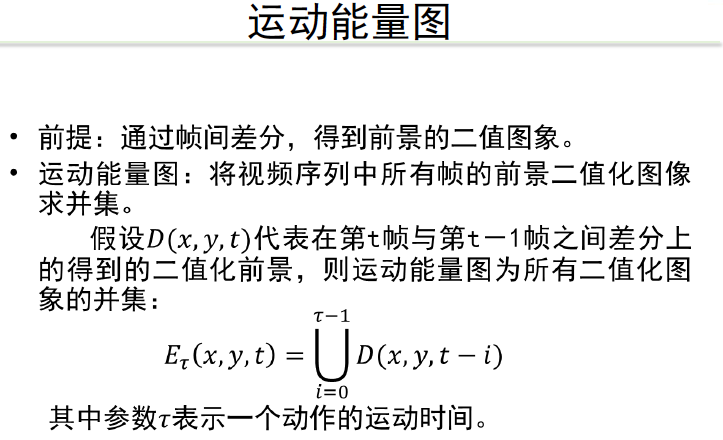 运动能量图
• 前提：通过帧间差分，得到前景的二值图象。
• 运动能量图：将视频序列中所有帧的前景二值化图像
求并集。
假设D(x,y,t)代表在第t帧与第t－1帧之间差分上
的得到的二值化前景，则运动能量图为所有二值化图
象的并集：
τ−1
E_τ(x,y,t) = ⋃ D(x,y,t−i)
i=0
其中参数τ表示一个动作的运动时间。